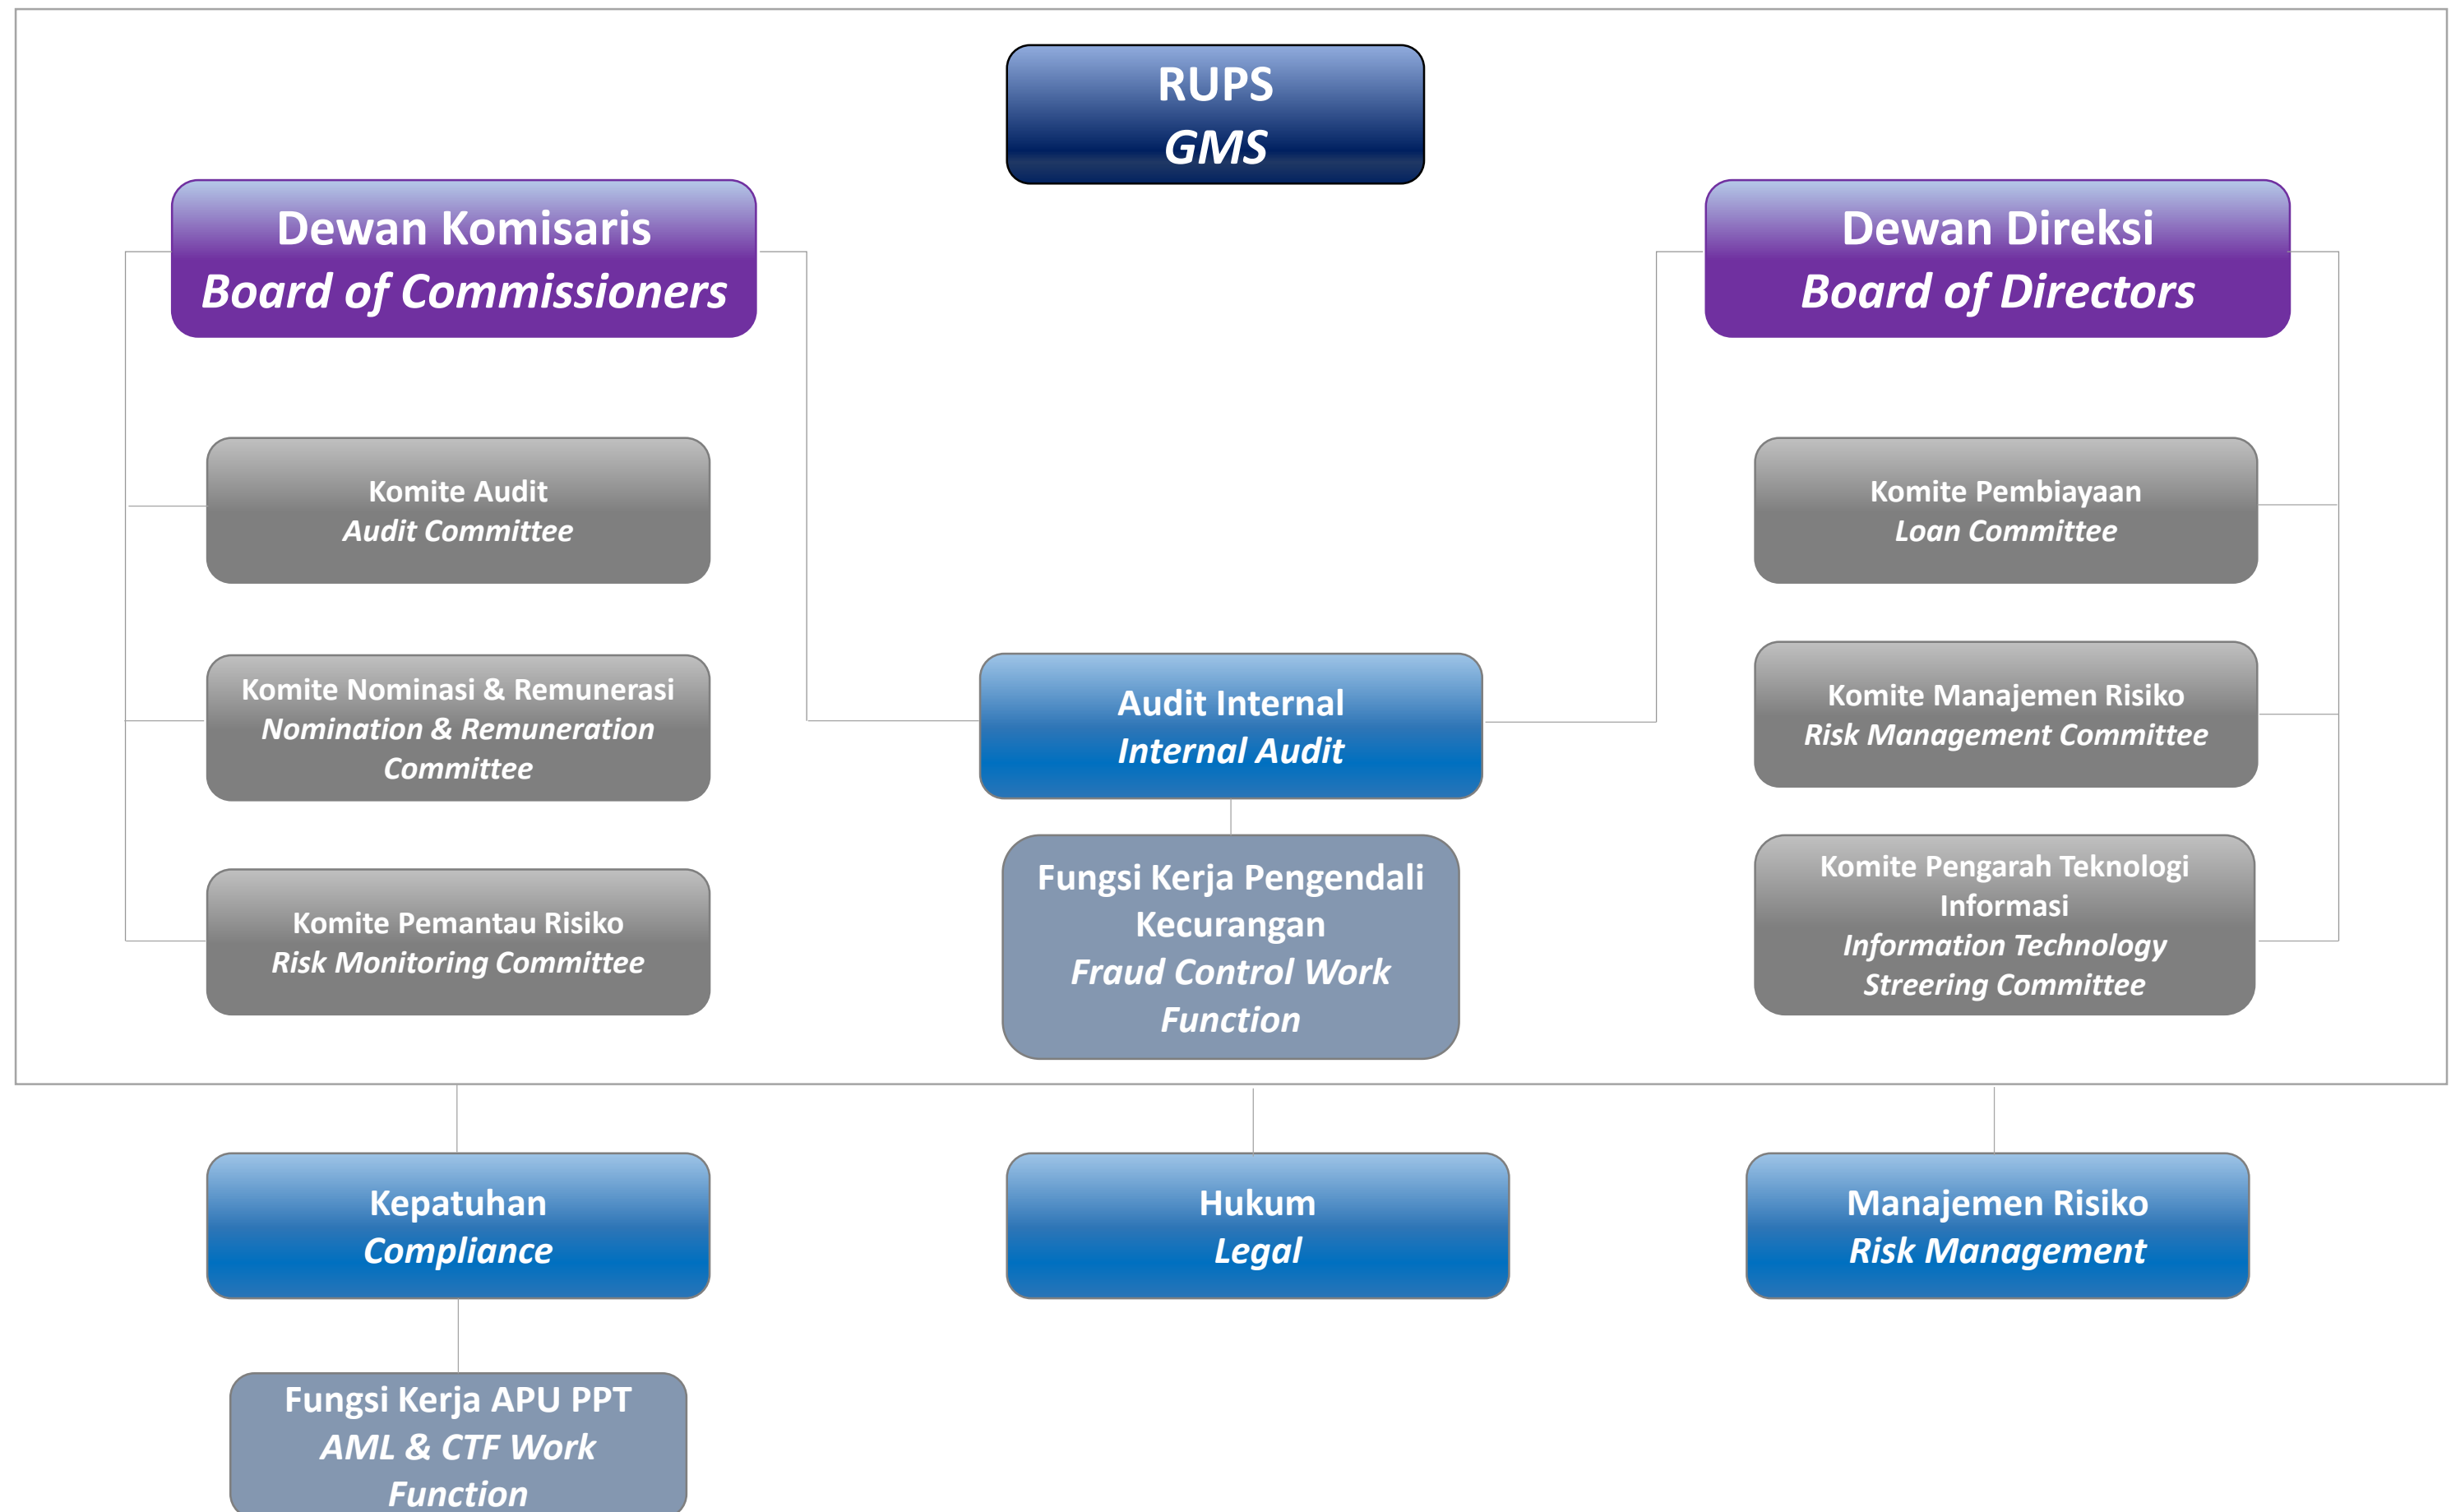 RUPS
GMS
Dewan Komisaris
Board of Commissioners
Dewan Direksi
Board of Directors
Komite Audit
Audit Committee
Komite Pembiayaan
Loan Committee
Komite Nominasi & Remunerasi
Nomination & Remuneration
Committee
Audit Internal
Internal Audit
Komite Manajemen Risiko
Risk Management Committee
Komite Pemantau Risiko
Risk Monitoring Committee
Fungsi Kerja Pengendali
Kecurangan
Fraud Control Work
Function
Komite Pengarah Teknologi
Informasi
Information Technology
Streering Committee
Kepatuhan
Compliance
Hukum
Legal
Manajemen Risiko
Risk Management
Fungsi Kerja APU PPT
AML & CTF Work
Function